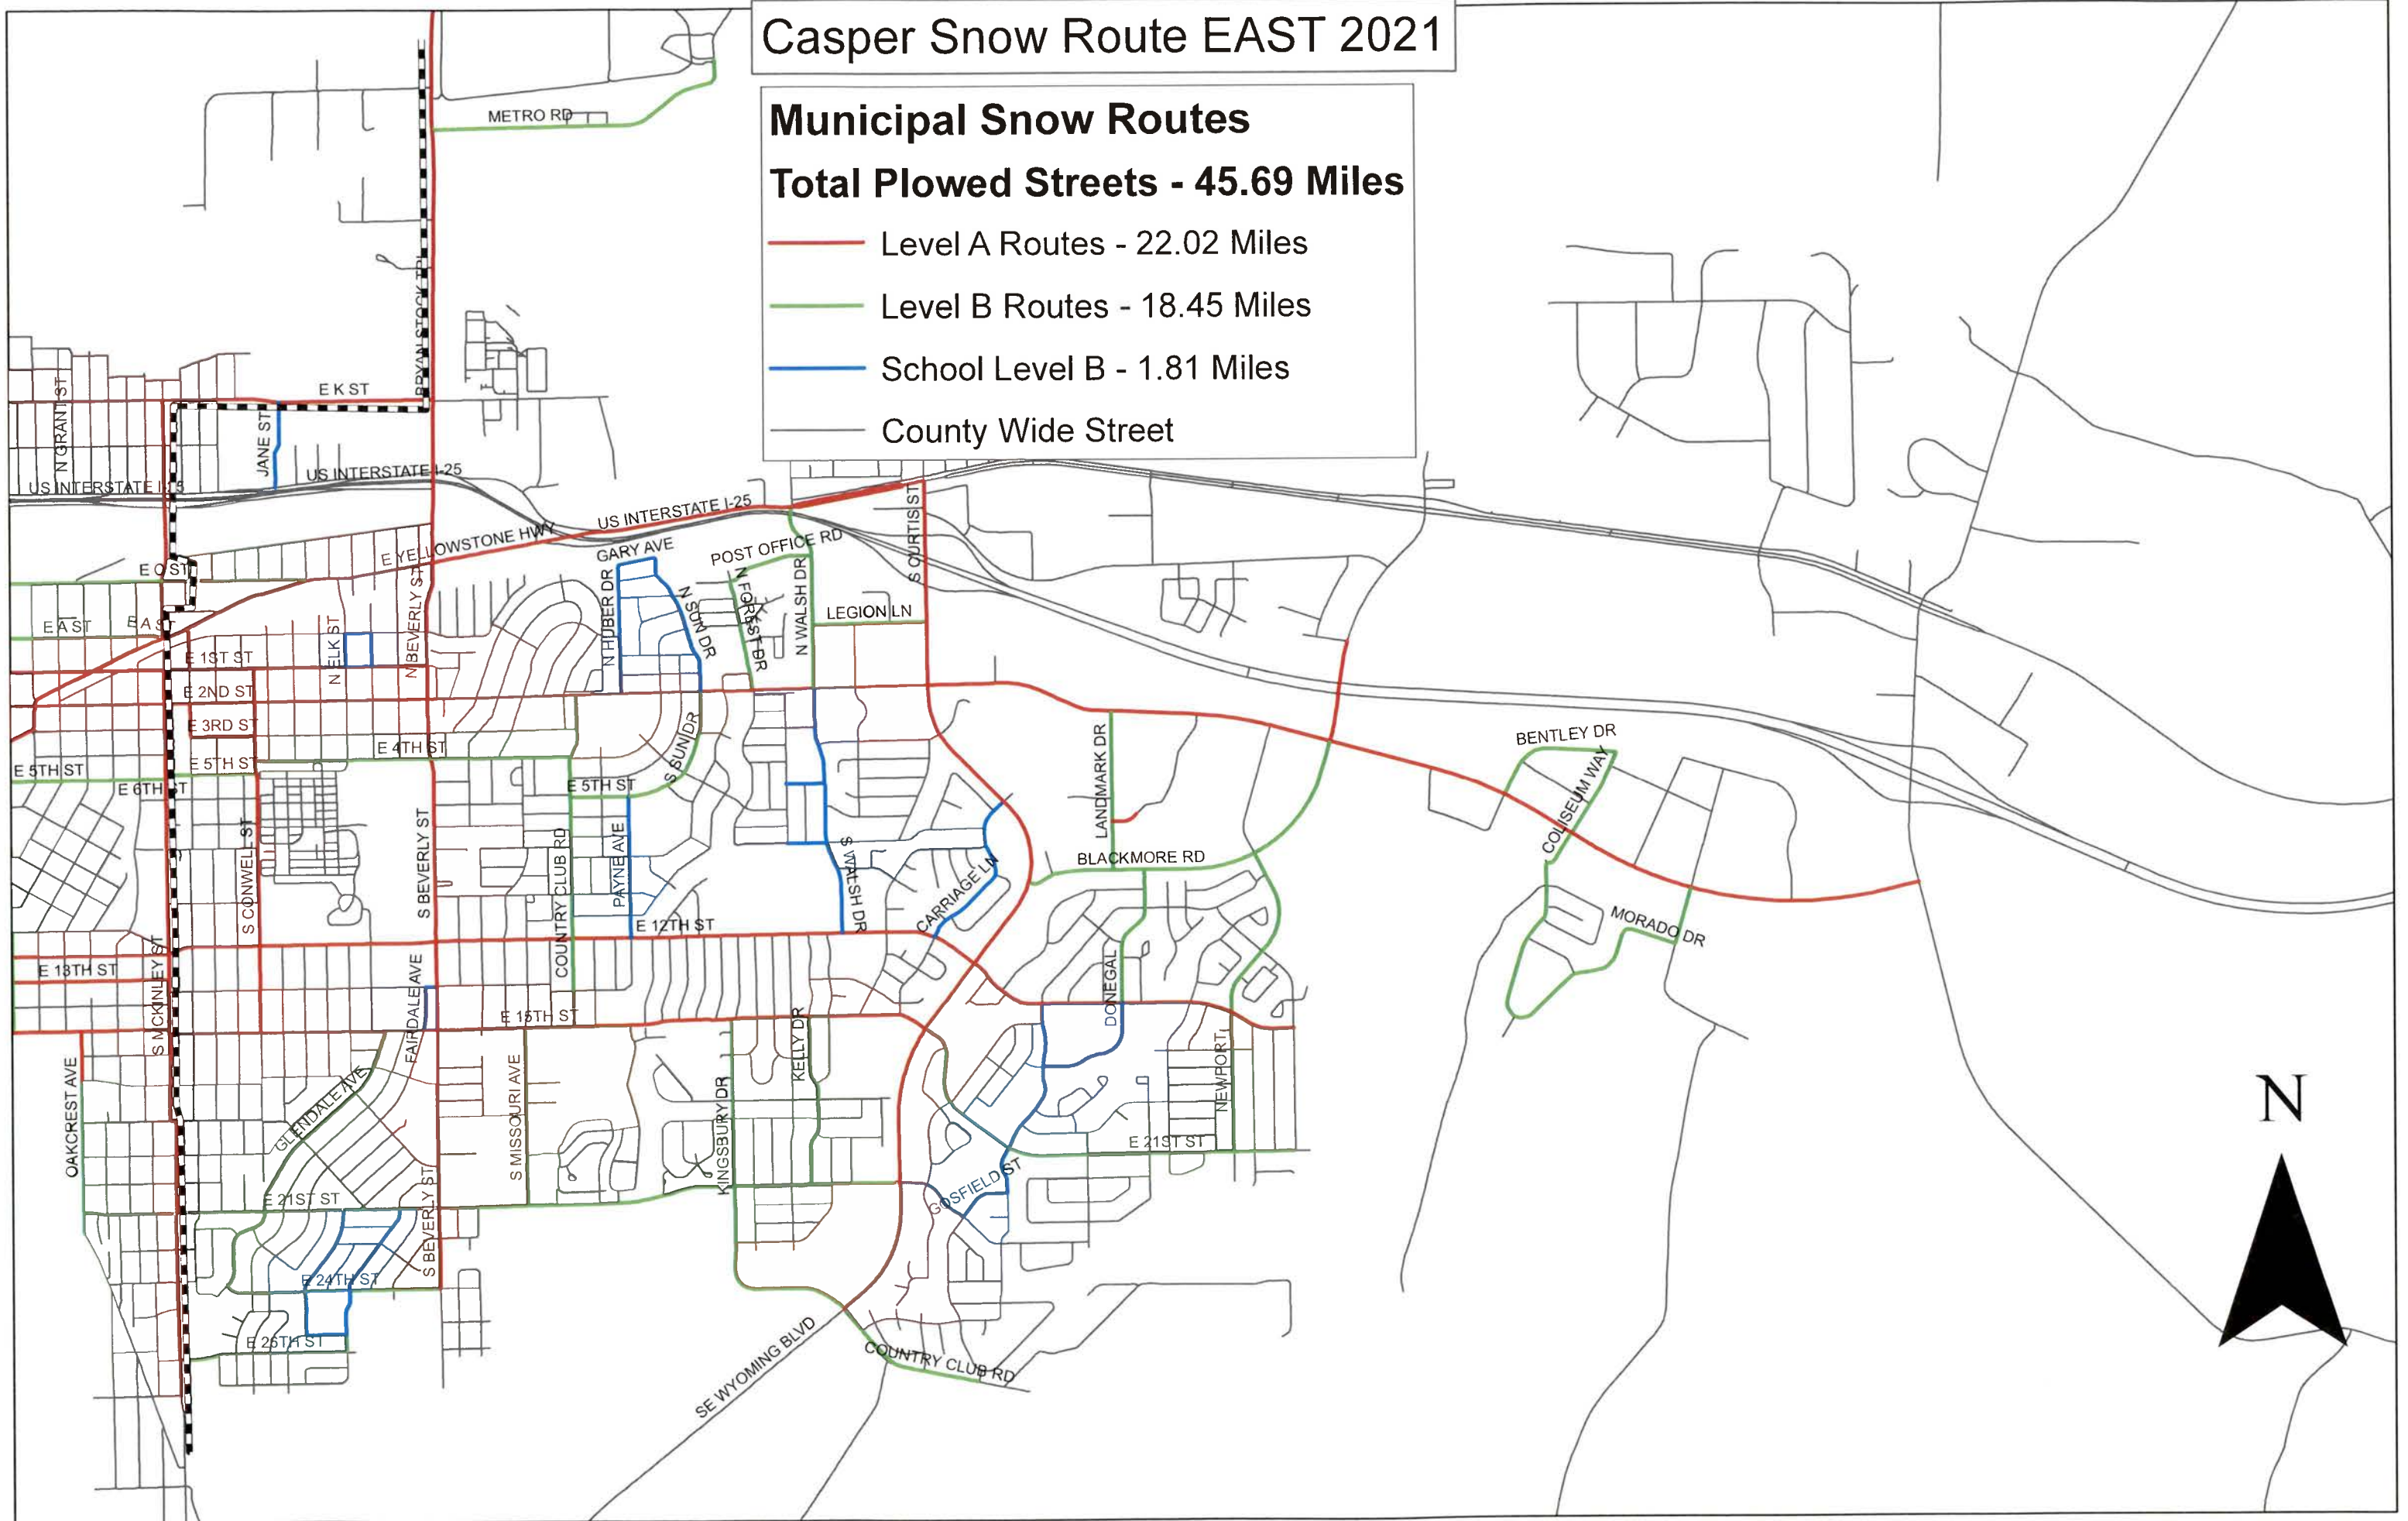 Casper Snow Route EAST 2021
Municipal Snow Routes
Total Plowed Streets - 45.69 Miles
Level A Routes - 22.02 Miles
Level B Routes - 18.45 Miles
School Level B - 1.81 Miles
County Wide Street
METRO RD
BRYAN STOCK TRL
E K ST
N GRANT ST
JANE ST
US INTERSTATE I-25
US INTERSTATE
US INTERSTATE I-25
E YELLOWSTONE HWY
GARY AVE
POST OFFICE RD
S CURTIS ST
E C ST
N BEVERLY ST
N HUBER DR
N SUN DR
N FOREST DR
N WALSH DR
LEGION LN
E A ST
E A ST
E 1ST ST
N ELK ST
E 2ND ST
E 3RD ST
E 4TH ST
S SUN DR
E 5TH ST
E 5TH ST
E 5TH ST
E 6TH ST
LANDMARK DR
BENTLEY DR
COLISEUM WAY
S CONWELL ST
S BEVERLY ST
COUNTRY CLUB RD
PAYNE AVE
S WALSH DR
CARRIAGE LN
BLACKMORE RD
E 12TH ST
MORADO DR
E 13TH ST
S MCKINLEY ST
FAIRDALE AVE
E 15TH ST
DONEGAL
KELLY DR
NEWPORT
OAKCREST AVE
GLENDALE AVE
S MISSOURI AVE
KINGSBURY DR
E 21ST ST
GOSFIELD ST
E 21ST ST
S BEVERLY ST
E 24TH ST
E 26TH ST
SE WYOMING BLVD
COUNTRY CLUB RD
N